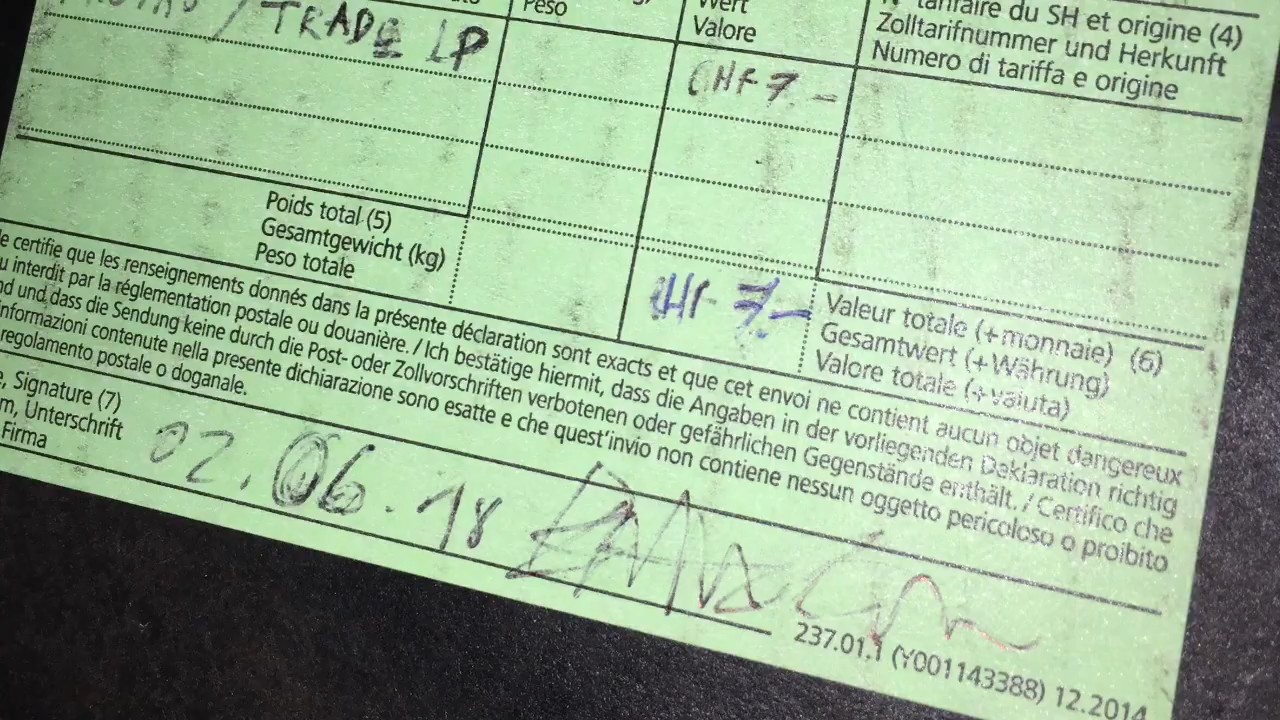 Peso
Wert
Valore
tarifaire du SH et origine (4)
Zolltarifnummer und Herkunft
Numero di tariffa e origine
/ TRADE LP
CHF 7.-
Poids total (5)
Gesamtgewicht (kg)
Peso totale
CHF 7.-
Valeur totale (+monnaie) (6)
Gesamtwert (+Währung)
Valore totale (+valuta)
certifie que les renseignements donnés dans la présente déclaration sont exacts et que cet envoi ne contient aucun objet dangereux
interdit par la réglementation postale ou douanière. / Ich bestätige hiermit, dass die Angaben in der vorliegenden Deklaration richtig
und dass die Sendung keine durch die Post- oder Zollvorschriften verbotenen oder gefährlichen Gegenstände enthält. / Certifico che
informazioni contenute nella presente dichiarazione sono esatte e che quest'invio non contiene nessun oggetto pericoloso o proibito
regolamento postale o doganale.
Signature (7)
Unterschrift
Firma
02.06.18
237.01.1 (Y001143388) 12.2014